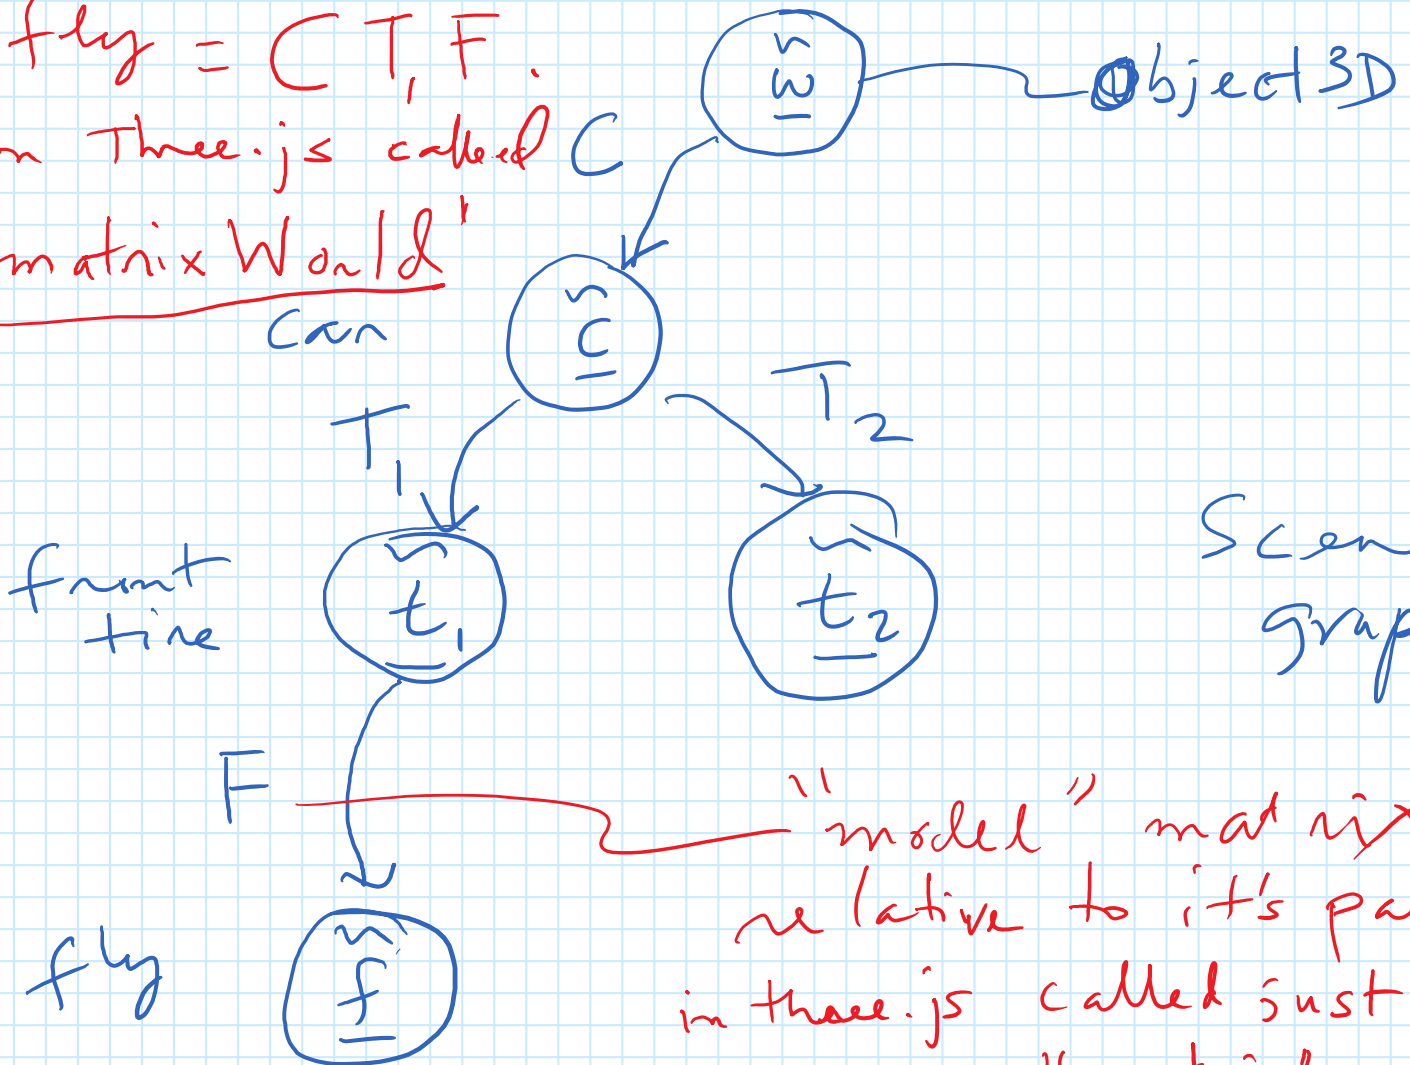 fly = C T₁ F.
Three.js called
matrixWorld"
w
Object3D
C
c
can
T₁
T₂
front
tire
t₁
t₂
Scen
grap
F
fly
f
"model" matrix
relative to it's pa
in three.js called just